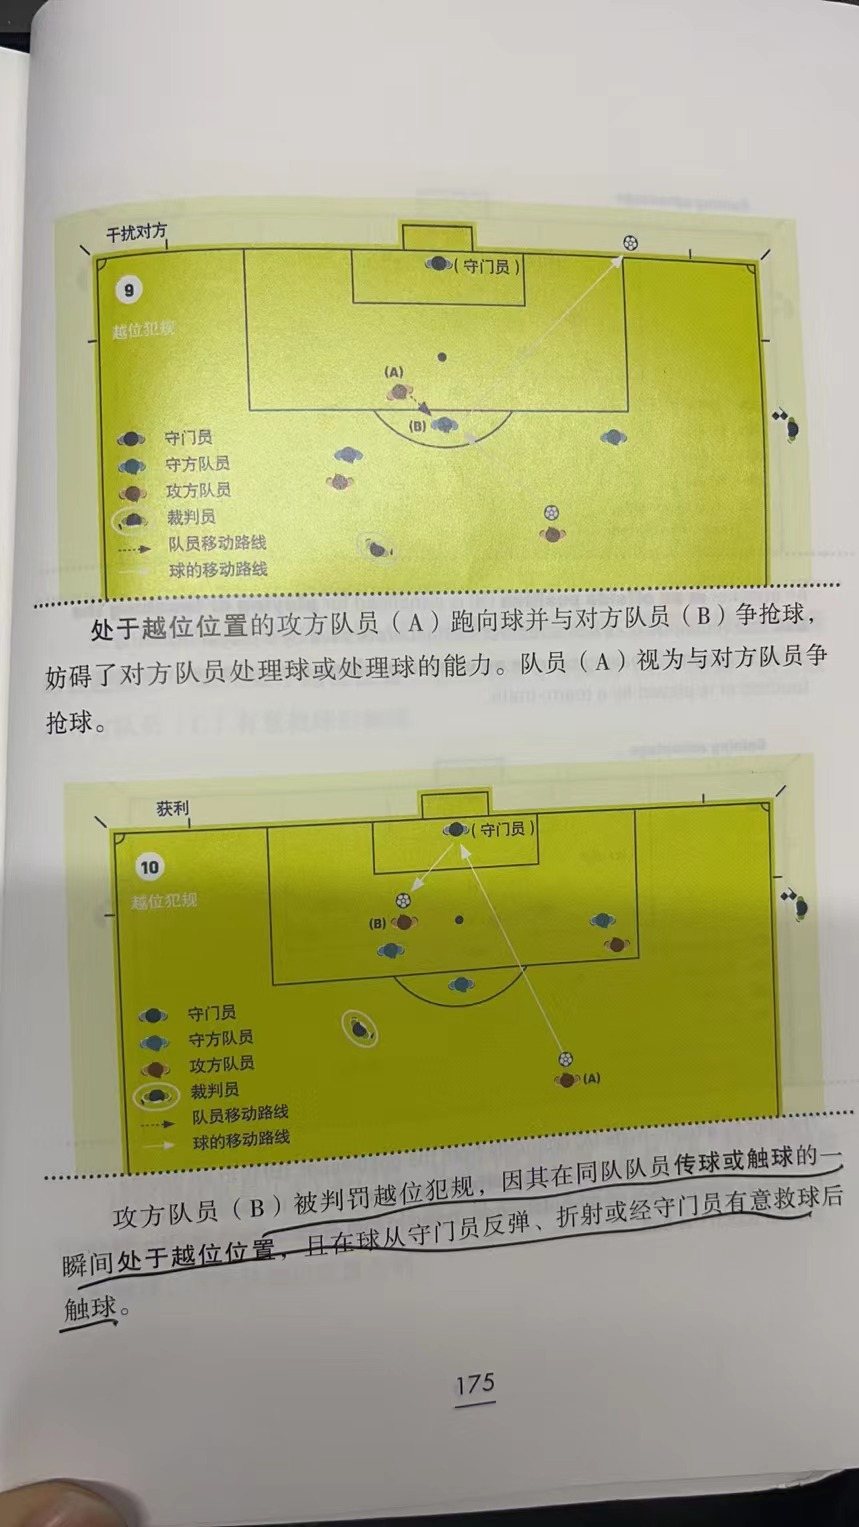 干扰对方
9
(守门员)
越位犯规
(A)
(B)
守门员
守方队员
攻方队员
裁判员
队员移动路线
球的移动路线
处于越位位置的攻方队员（A）跑向球并与对方队员（B）争抢球，
妨碍了对方队员处理球或处理球的能力。队员（A）视为与对方队员争
抢球。
获利
10
(守门员)
越位犯规
(B)
守门员
守方队员
攻方队员
裁判员
队员移动路线
球的移动路线
(A)
攻方队员（B）被判罚越位犯规，因其在同队队员传球或触球的一
瞬间处于越位位置，且在球从守门员反弹、折射或经守门员有意救球后
触球。
175